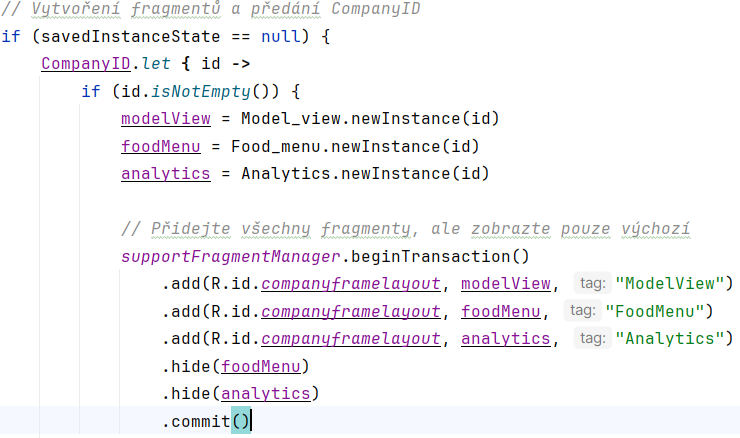 // Vytvoření fragmentů a předání CompanyID
if (savedInstanceState == null) {
CompanyID.let { id ->
if (id.isNotEmpty()) {
modelView = Model_view.newInstance(id)
foodMenu = Food_menu.newInstance(id)
analytics = Analytics.newInstance(id)
// Přidejte všechny fragmenty, ale zobrazte pouze výchozí
supportFragmentManager.beginTransaction()
.add(R.id.companyframelayout, modelView, tag: "ModelView")
.add(R.id.companyframelayout, foodMenu, tag: "FoodMenu")
.add(R.id.companyframelayout, analytics, tag: "Analytics")
.hide(foodMenu)
.hide(analytics)
.commit()